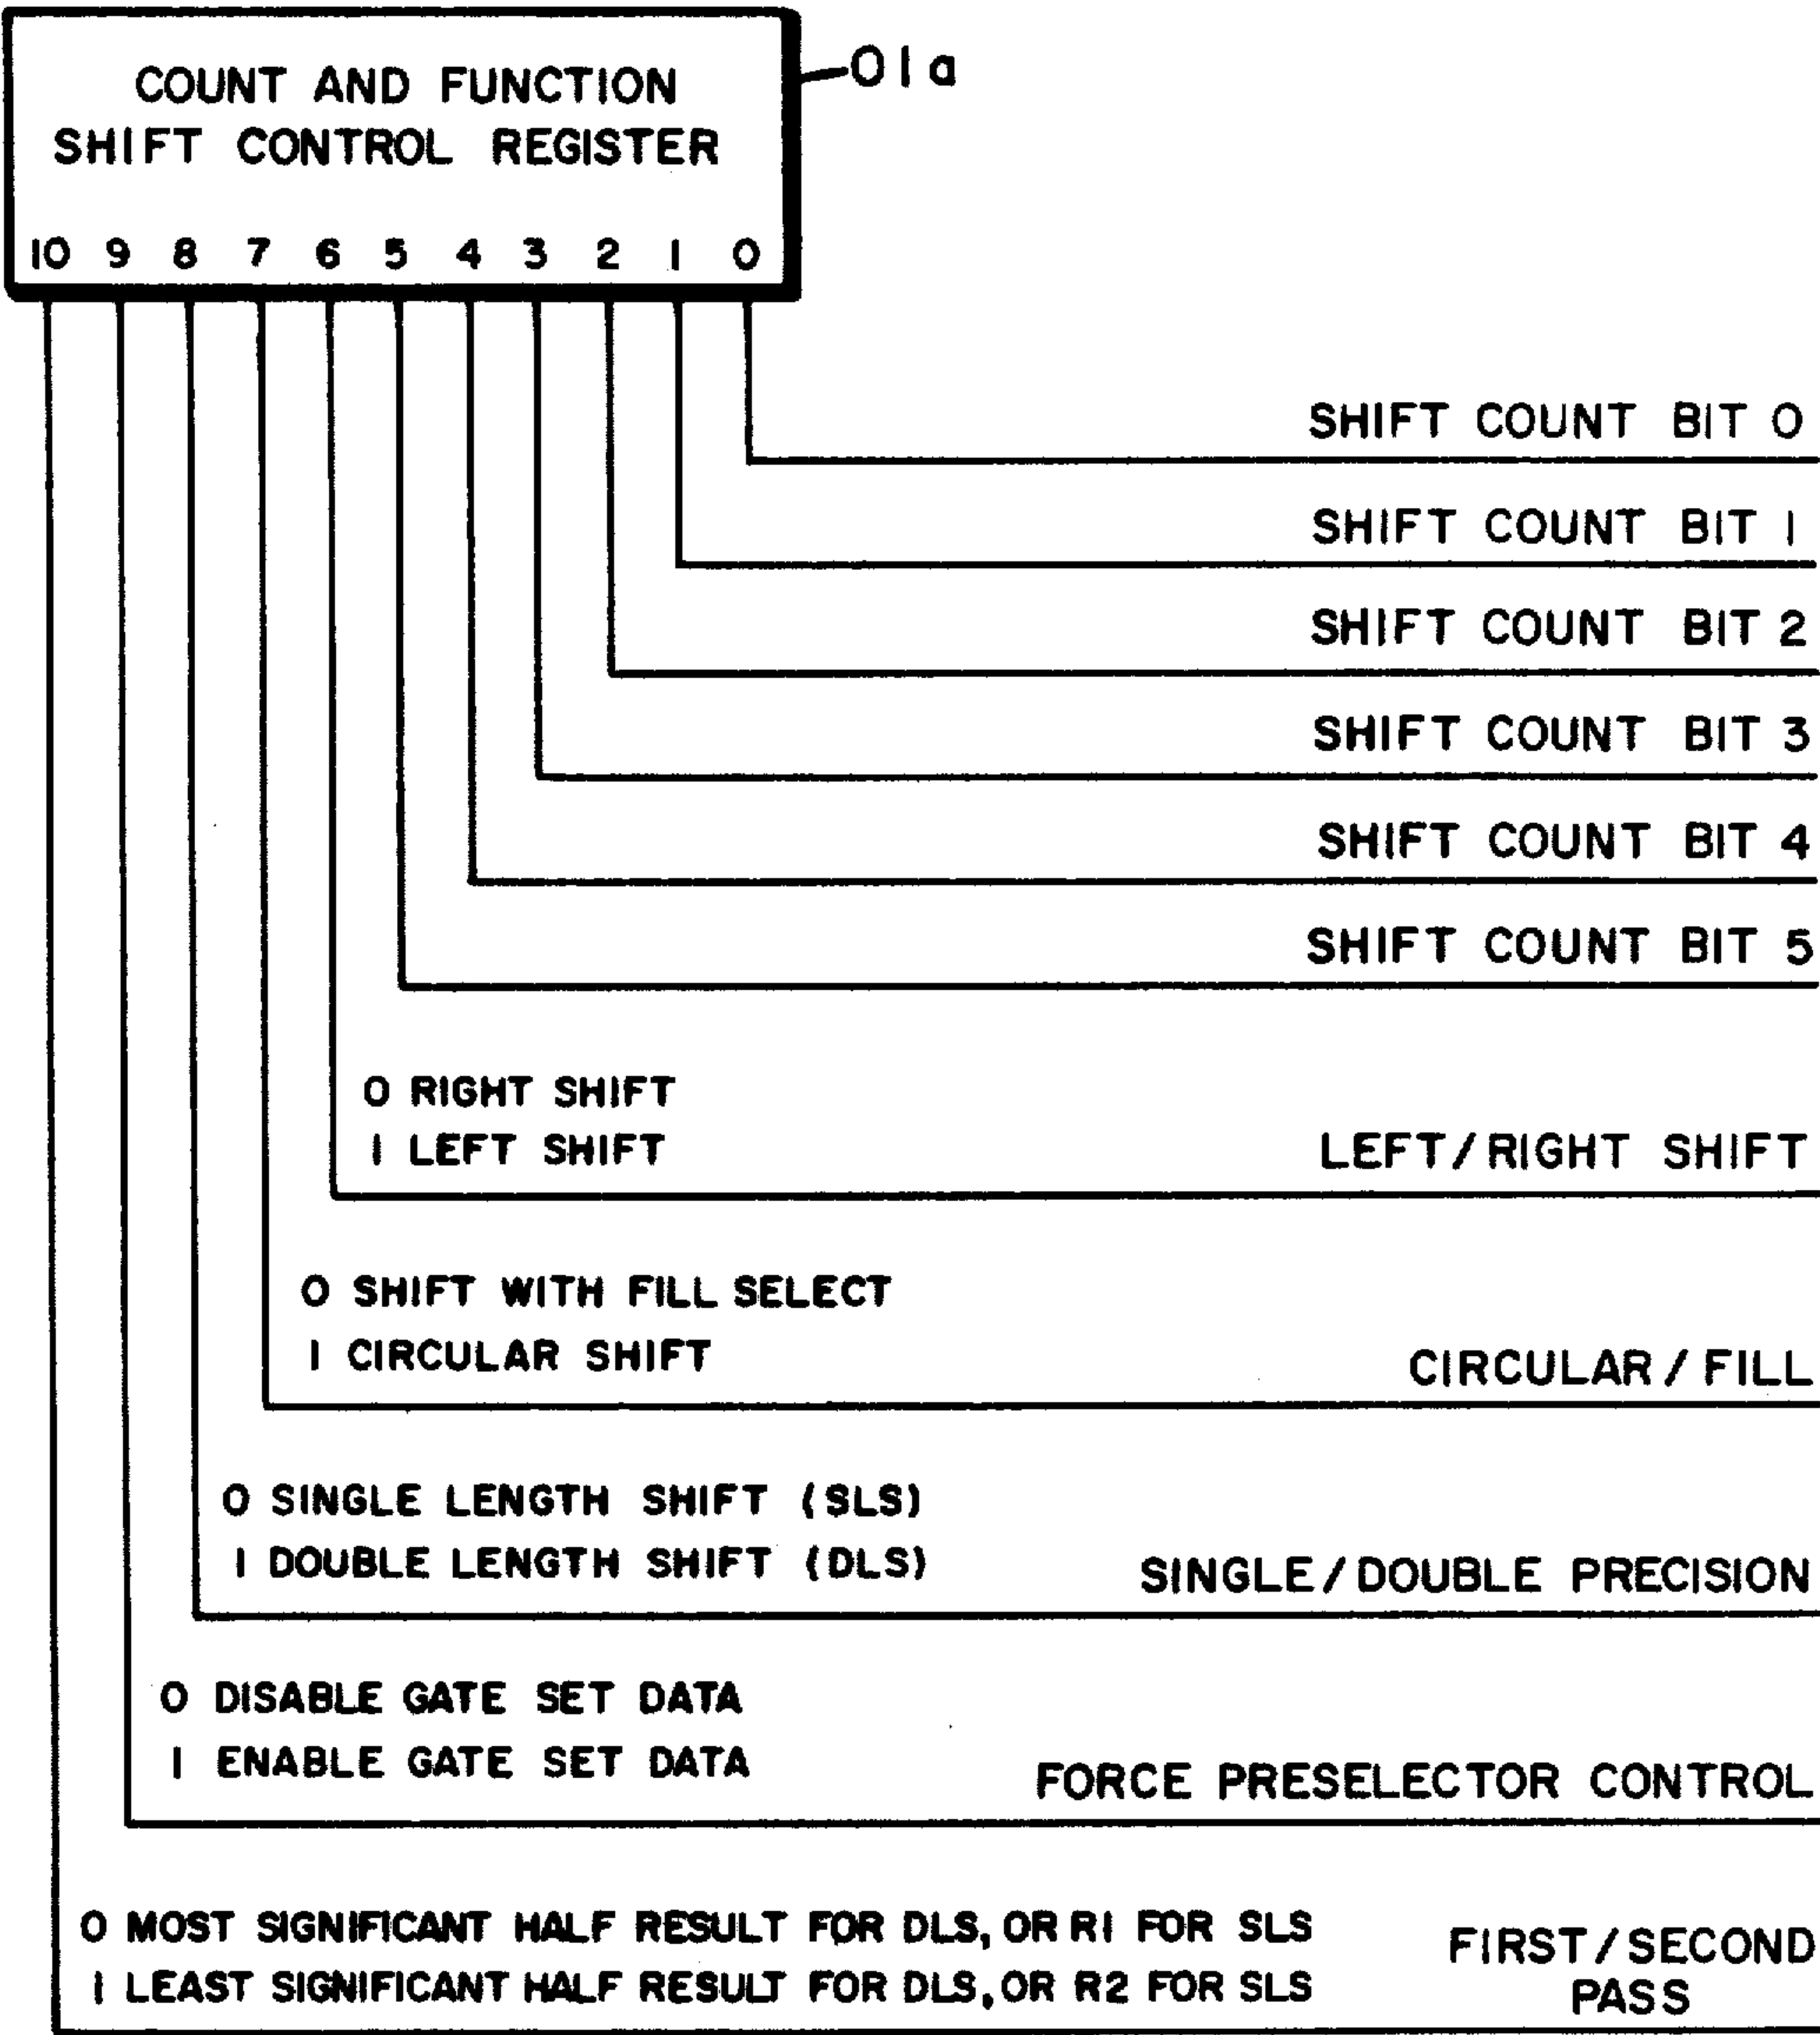 COUNT AND FUNCTION
SHIFT CONTROL REGISTER
01a
10 9 8 7 6 5 4 3 2 1 0
SHIFT COUNT BIT 0
SHIFT COUNT BIT 1
SHIFT COUNT BIT 2
SHIFT COUNT BIT 3
SHIFT COUNT BIT 4
SHIFT COUNT BIT 5
0 RIGHT SHIFT
1 LEFT SHIFT
LEFT/RIGHT SHIFT
0 SHIFT WITH FILL SELECT
1 CIRCULAR SHIFT
CIRCULAR/FILL
0 SINGLE LENGTH SHIFT (SLS)
1 DOUBLE LENGTH SHIFT (DLS)
SINGLE/DOUBLE PRECISION
0 DISABLE GATE SET DATA
1 ENABLE GATE SET DATA
FORCE PRESELECTOR CONTROL
0 MOST SIGNIFICANT HALF RESULT FOR DLS, OR R1 FOR SLS
1 LEAST SIGNIFICANT HALF RESULT FOR DLS, OR R2 FOR SLS
FIRST/SECOND
PASS